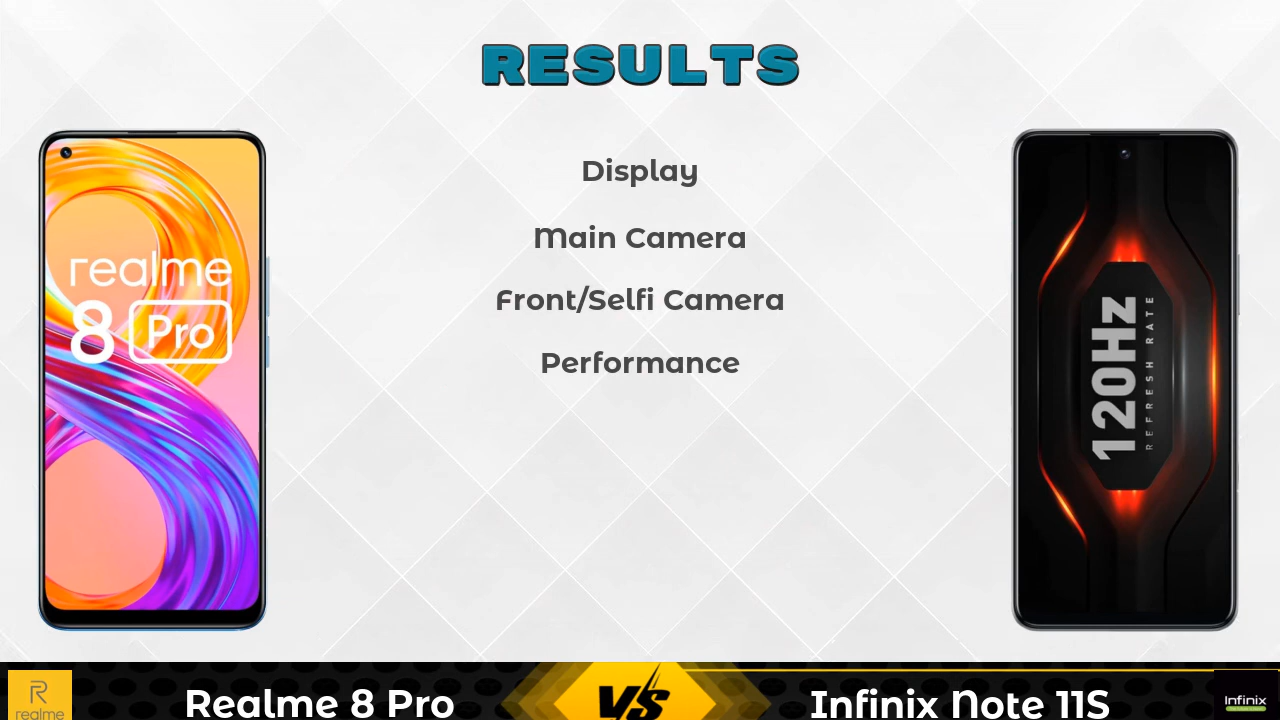 RESULTS
Display
Main Camera
Front/Selfi Camera
Performance
realme
8 Pro
120Hz
REFRESH RATE
R
realme
Realme 8 Pro
VS
Infinix Note 11S
Infinix